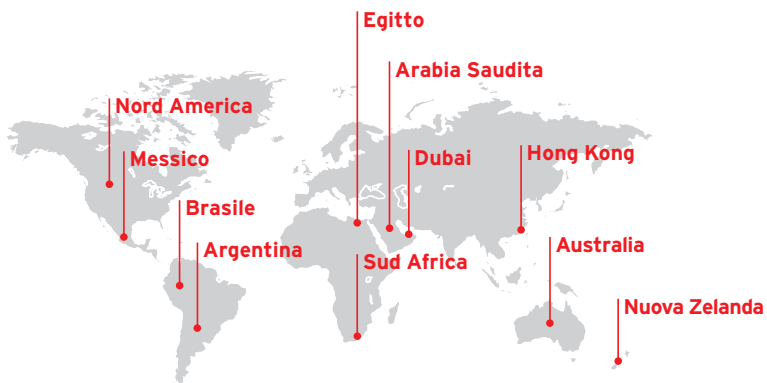 Egitto
Arabia Saudita
Nord America
Messico
Dubai
Hong Kong
Brasile
Argentina
Sud Africa
Australia
Nuova Zelanda